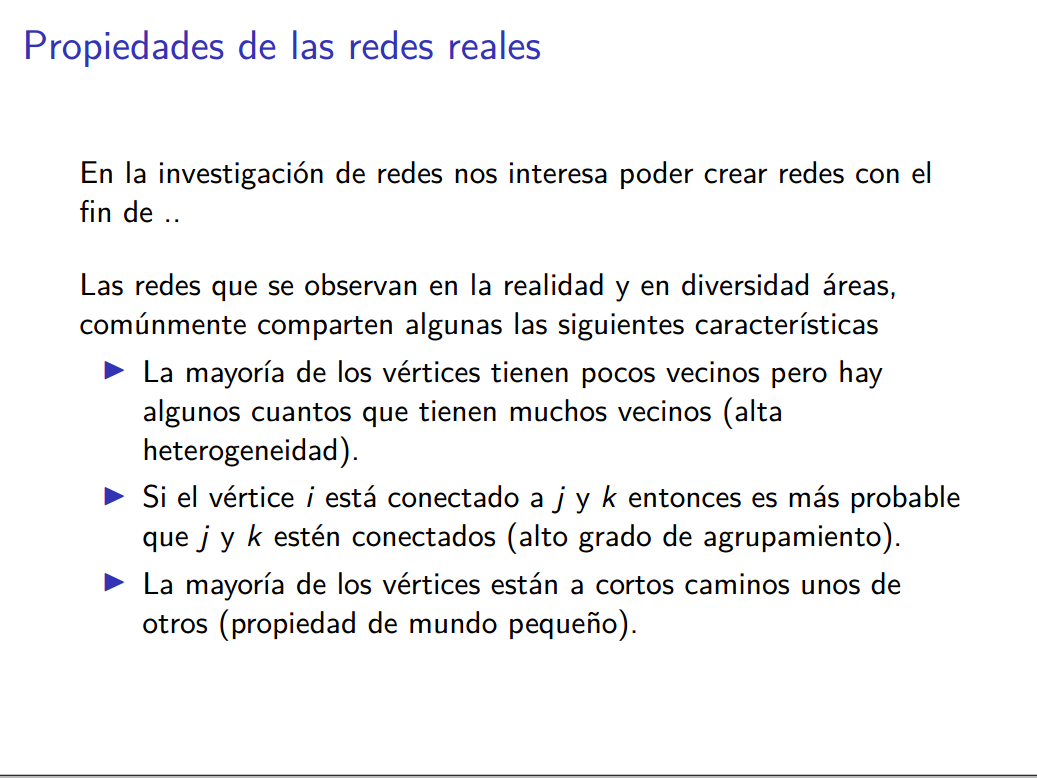 Propiedades de las redes reales
En la investigación de redes nos interesa poder crear redes con el
fin de ..
Las redes que se observan en la realidad y en diversidad áreas,
comúnmente comparten algunas las siguientes características
▶ La mayoría de los vértices tienen pocos vecinos pero hay
algunos cuantos que tienen muchos vecinos (alta
heterogeneidad).
▶ Si el vértice i está conectado a j y k entonces es más probable
que j y k estén conectados (alto grado de agrupamiento).
▶ La mayoría de los vértices están a cortos caminos unos de
otros (propiedad de mundo pequeño).